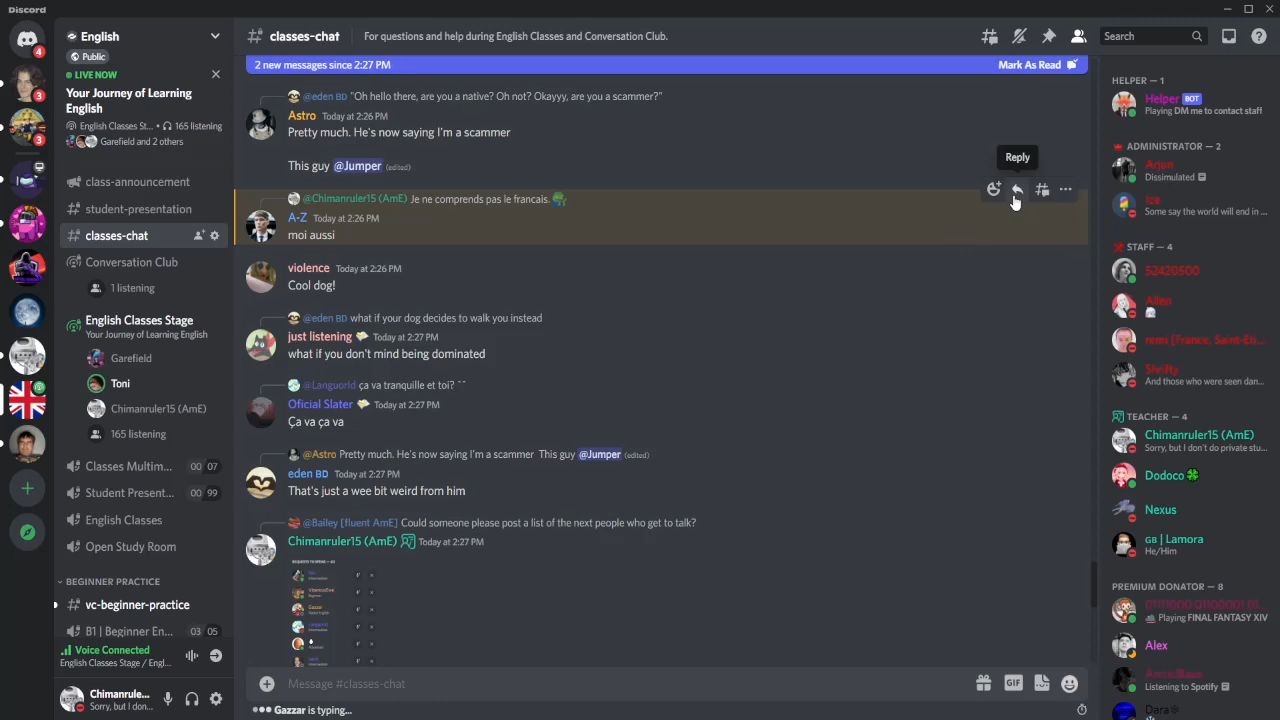 Discord
English
Public
LIVE NOW
Your Journey of Learning
English
English Classes St... • 165 listening
Garefield and 2 others
class-announcement
student-presentation
classes-chat
Conversation Club
1 listening
English Classes Stage
Your Journey of Learning English
Garefield
Toni
Chimanruler15 (AmE)
165 listening
Classes Multim... 00 07
Student Present... 00 99
English Classes
Open Study Room
BEGINNER PRACTICE
vc-beginner-practice
B1 | Beginner En... 03 05
Voice Connected
English Classes Stage / Engl...
Chimanrule...
Sorry, but I don...
4
3
3
classes-chat
For questions and help during English Classes and Conversation Club.
Search
2 new messages since 2:27 PM
Mark As Read
@eden BD "Oh hello there, are you a native? Oh not? Okayyy, are you a scammer?"
Astro Today at 2:26 PM
Pretty much. He's now saying I'm a scammer
This guy @Jumper (edited)
Reply
@Chimanruler15 (AmE) Je ne comprends pas le francais.
A-Z Today at 2:26 PM
moi aussi
violence Today at 2:26 PM
Cool dog!
@eden BD what if your dog decides to walk you instead
just listening Today at 2:27 PM
what if you don't mind being dominated
@Languorld ça va tranquille et toi? ^^
Oficial Slater Today at 2:27 PM
Ça va ça va
@Astro Pretty much. He's now saying I'm a scammer This guy @Jumper (edited)
eden BD Today at 2:27 PM
That's just a wee bit weird from him
@Bailey [fluent AmE] Could someone please post a list of the next people who get to talk?
Chimanruler15 (AmE) Today at 2:27 PM
Message #classes-chat
GIF
Gazzar is typing...
HELPER — 1
Helper BOT
Playing DM me to contact staff
ADMINISTRATOR — 2
Arjun
Dissimulated
Ice
Some say the world will end in ...
STAFF — 4
52420500
Allen
remi [France, Saint-Éti...
Shrifty
And those who were seen dan...
TEACHER — 4
Chimanruler15 (AmE)
Sorry, but I don't do private stu...
Dodoco
Nexus
GB | Lamora
He/Him
PREMIUM DONATOR — 8
Playing FINAL FANTASY XIV
Alex
Listening to Spotify
Dara